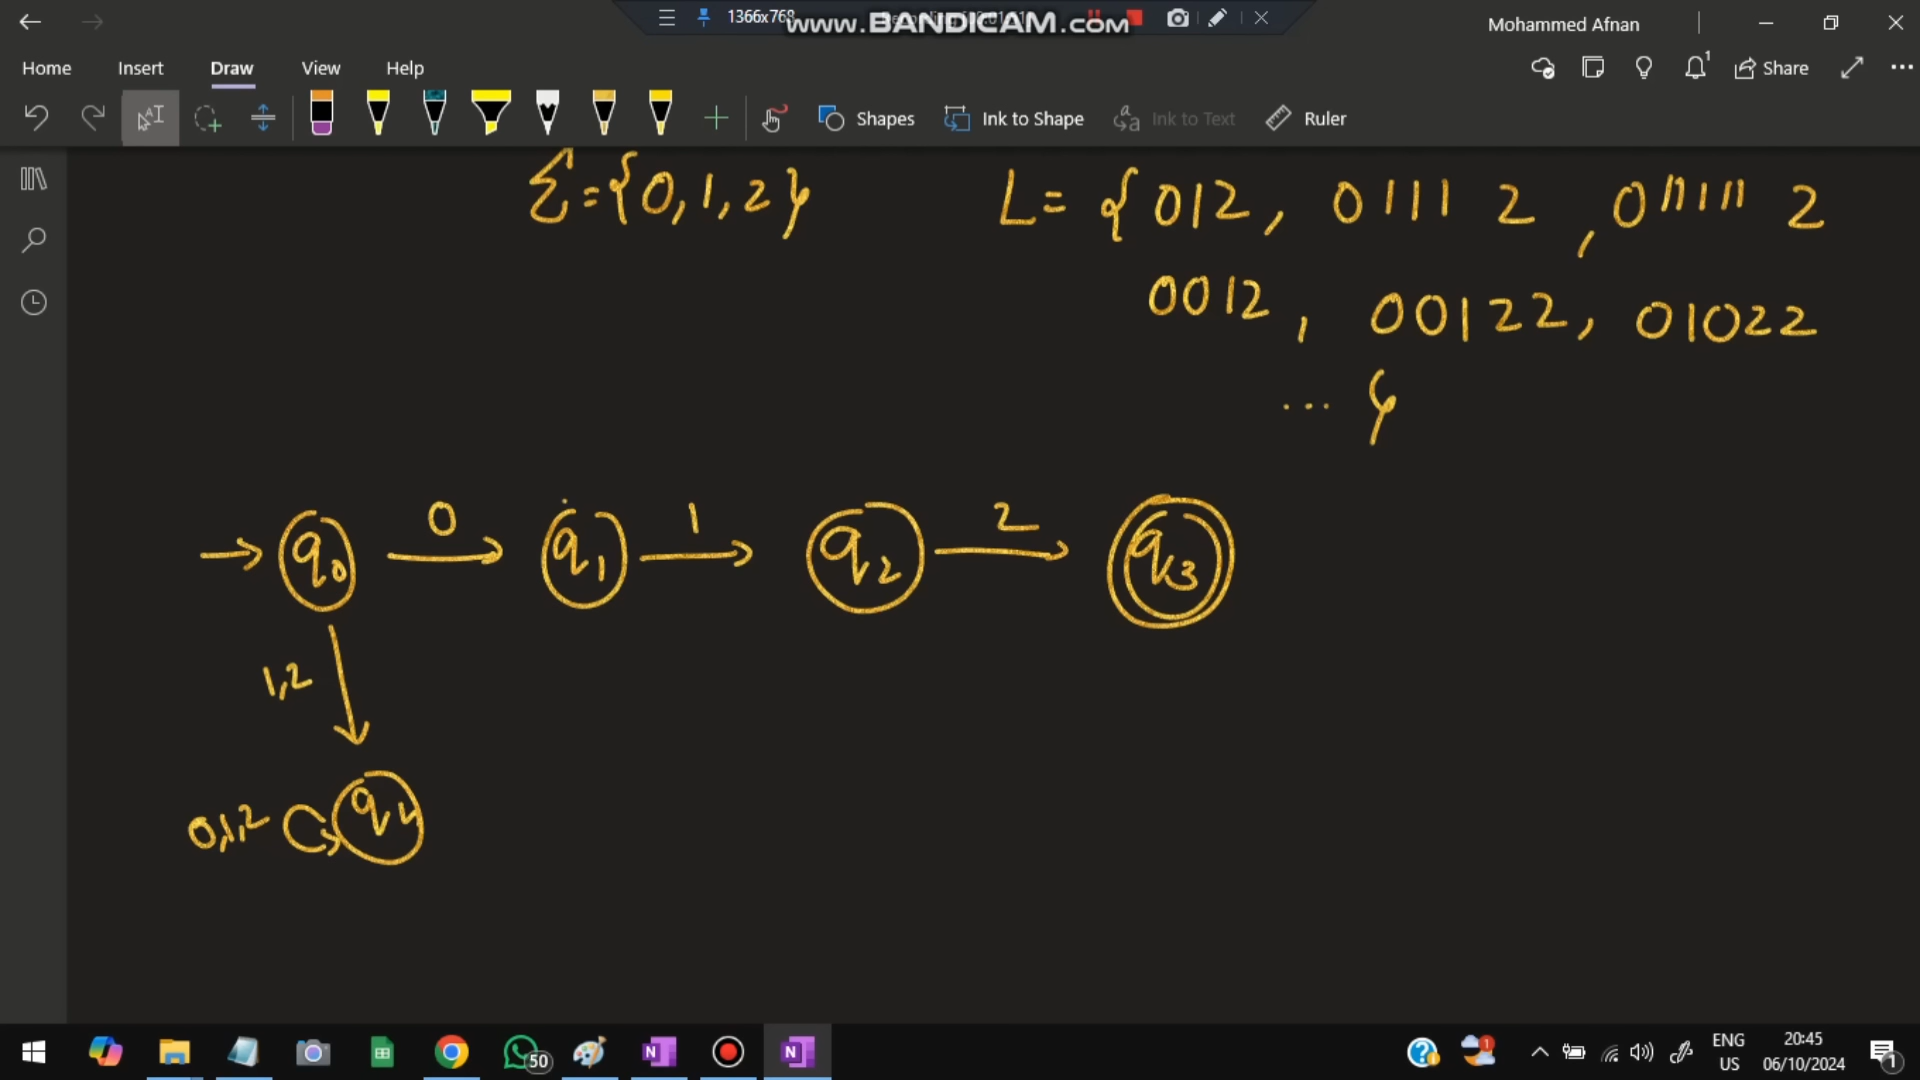 1366x768
WWW.BANDICAM.COM
Mohammed Afnan
Home Insert Draw View Help
Share
Shapes Ink to Shape Ink to Text Ruler
Σ={0,1,2} L= {012, 0111 2, 011111 2
0012, 00122, 01022
... }
→ q0 0 → q1 1 → q2 2 → q3
1,2
0,1,2 q4
50
ENG 20:45
US 06/10/2024